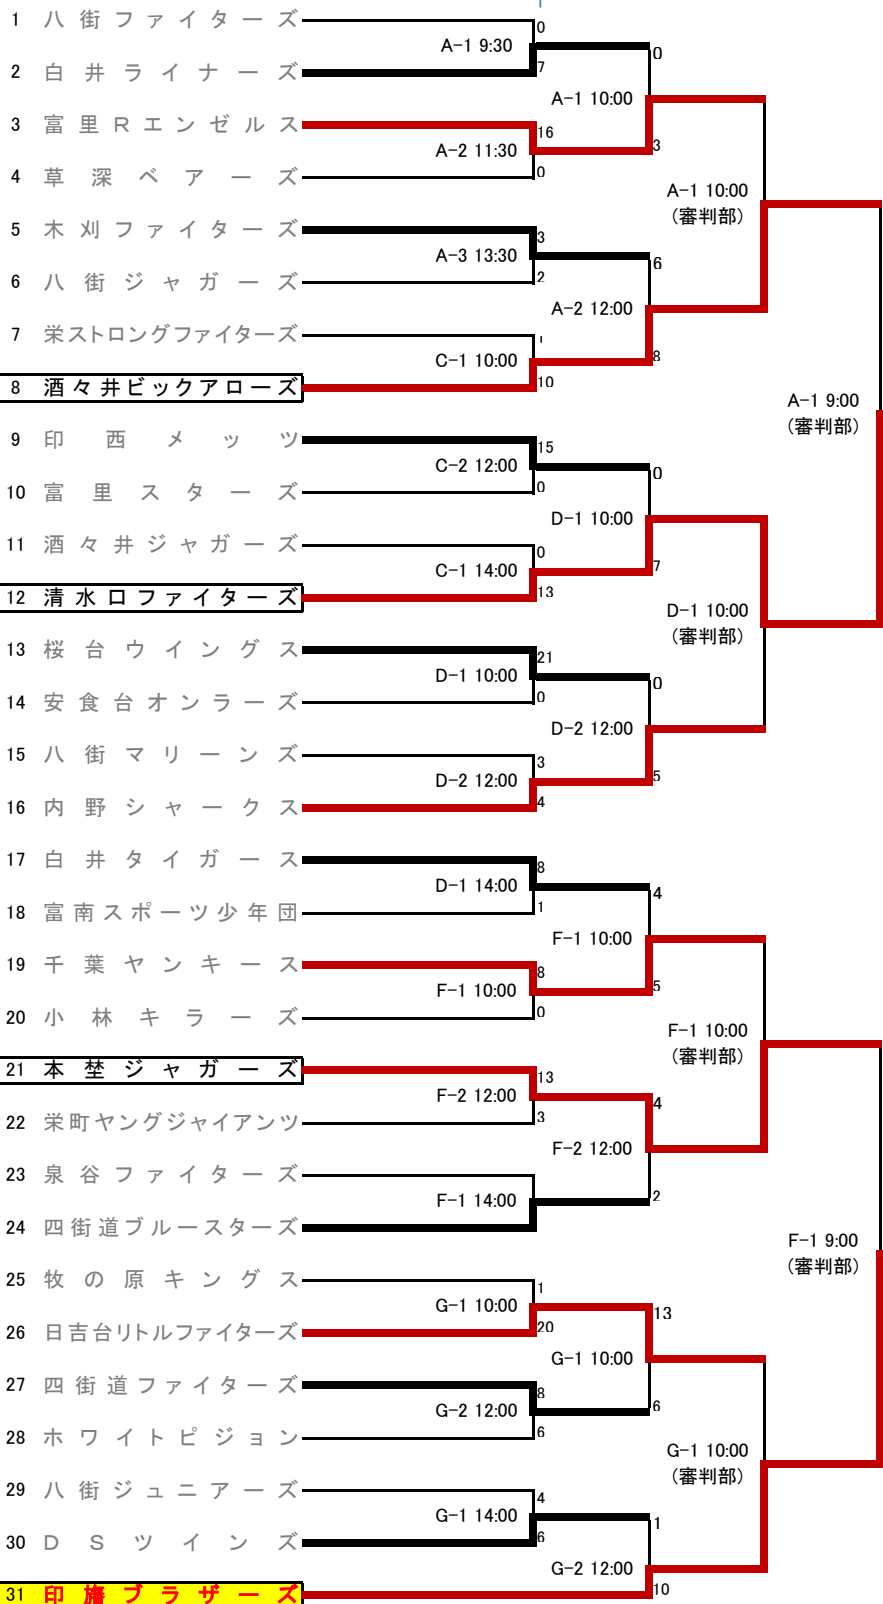 1 八街ファイターズ
0
A-1 9:30
2 白井ライナーズ
7
0
A-1 10:00
3 富里Rエンゼルス
16
A-2 11:30
3
4 草深ベアーズ
0
A-1 10:00
(審判部)
5 木刈ファイターズ
3
A-3 13:30
6
6 八街ジャガーズ
2
A-2 12:00
7 栄ストロングファイターズ
C-1 10:00
8
8 酒々井ビックアローズ
10
A-1 9:00
(審判部)
9 印西メッツ
15
C-2 12:00
0
10 富里スターズ
0
D-1 10:00
11 酒々井ジャガーズ
0
C-1 14:00
7
12 清水口ファイターズ
13
D-1 10:00
(審判部)
13 桜台ウイングス
21
D-1 10:00
0
14 安食台オンラーズ
0
D-2 12:00
15 八街マリーンズ
3
D-2 12:00
5
16 内野シャークス
4
17 白井タイガース
8
D-1 14:00
4
18 富南スポーツ少年団
1
F-1 10:00
19 千葉ヤンキース
8
F-1 10:00
5
20 小林キラーズ
0
F-1 10:00
(審判部)
21 本埜ジャガーズ
13
F-2 12:00
4
22 栄町ヤングジャイアンツ
3
F-2 12:00
23 泉谷ファイターズ
F-1 14:00
2
24 四街道ブルースターズ
F-1 9:00
(審判部)
25 牧の原キングス
1
G-1 10:00
13
26 日吉台リトルファイターズ
20
G-1 10:00
27 四街道ファイターズ
8
G-2 12:00
6
28 ホワイトピジョン
6
G-1 10:00
(審判部)
29 八街ジュニアーズ
4
G-1 14:00
1
30 DSツインズ
6
G-2 12:00
31 印旛ブラザーズ
10